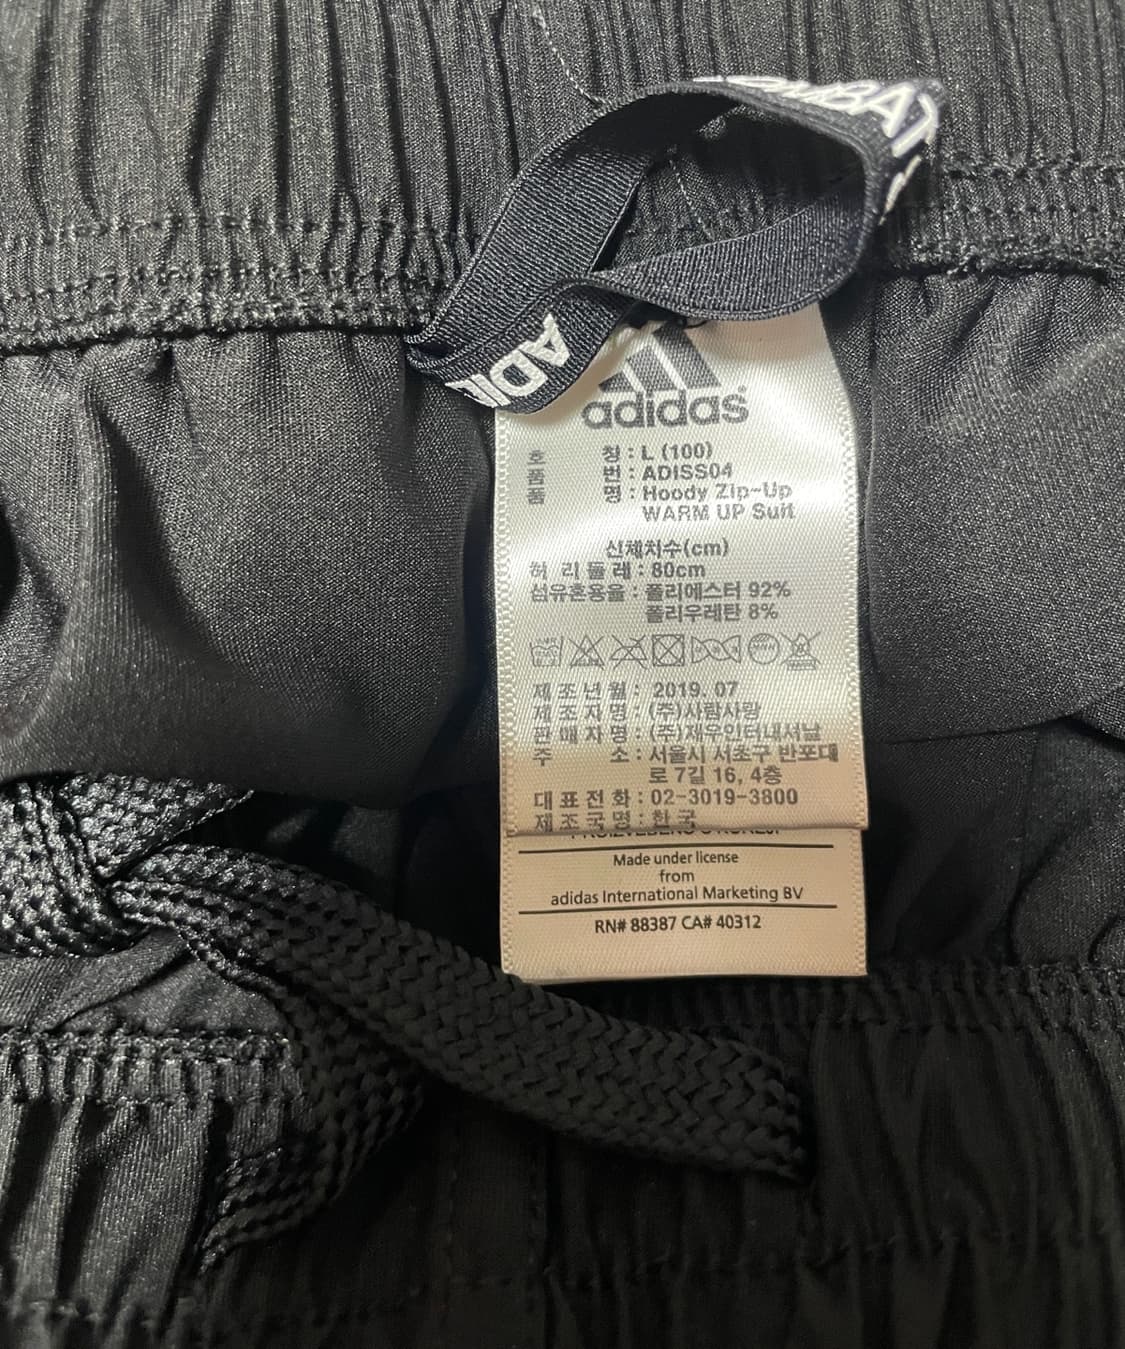 adidas®
호 칭 : L (100)
품 번 : ADISS04
품 명 : Hoody Zip-Up
WARM UP Suit
신체치수(cm)
허 리 둘 레 : 80cm
섬유혼용율 : 폴리에스터 92%
폴리우레탄 8%
제 조 년 월 : 2019. 07
제 조 자 명 : (주)사람사랑
판 매 자 명 : (주)재우인터내셔날
주 소 : 서울시 서초구 반포대
로 7길 16, 4층
대 표 전 화 : 02-3019-3800
제 조 국 명 : 한 국
Made under license
from
adidas International Marketing BV
RN# 88387 CA# 40312